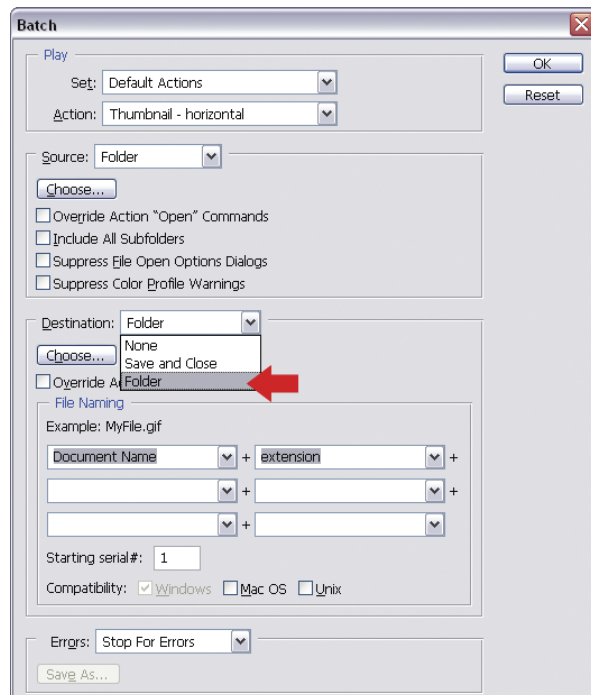 Batch
Play
Set: Default Actions
OK
Action: Thumbnail - horizontal
Reset
Source: Folder
Choose...
Override Action "Open" Commands
Include All Subfolders
Suppress File Open Options Dialogs
Suppress Color Profile Warnings
Destination: Folder
None
Choose...
Save and Close
Override A
Folder
File Naming
Example: MyFile.gif
Document Name + extension +
+ +
+
Starting serial#: 1
Compatibility: Windows Mac OS Unix
Errors: Stop For Errors
Save As...